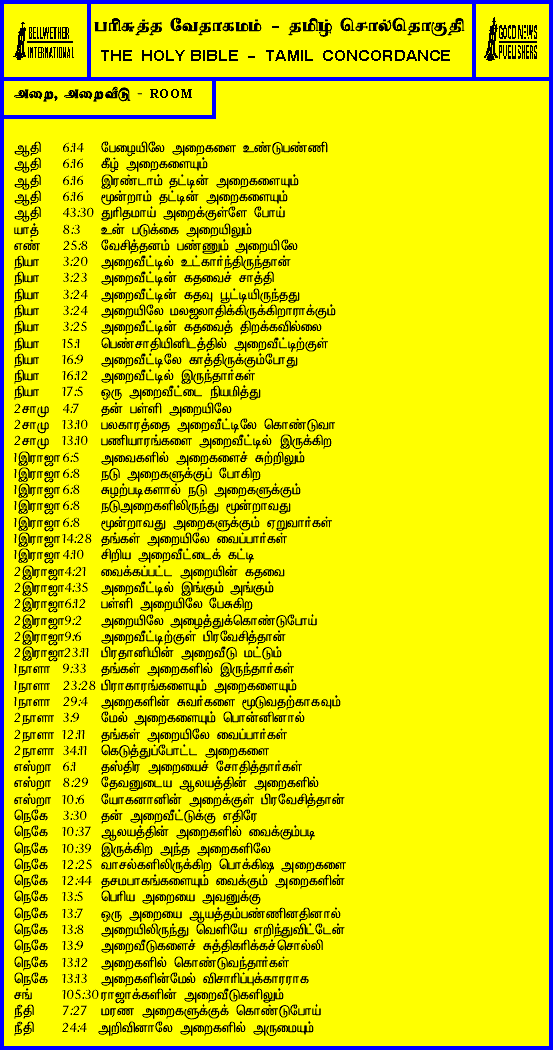 BELLWETHER
INTERNATIONAL
பரிசுத்த வேதாகமம் - தமிழ் சொல்தொகுதி
THE HOLY BIBLE - TAMIL CONCORDANCE
GOOD NEWS
PUBLISHERS
அறை, அறைவீடு - ROOM
ஆதி 6:14 பேழையிலே அறைகளை உண்டுபண்ணி
ஆதி 6:16 கீழ் அறைகளையும்
ஆதி 6:16 இரண்டாம் தட்டின் அறைகளையும்
ஆதி 6:16 மூன்றாம் தட்டின் அறைகளையும்
ஆதி 43:30 துரிதமாய் அறைக்குள்ளே போய்
யாத் 8:3 உன் படுக்கை அறையிலும்
எண் 25:8 வேசித்தனம் பண்ணும் அறையிலே
நியா 3:20 அறைவீட்டில் உட்கார்ந்திருந்தான்
நியா 3:23 அறைவீட்டின் கதவைச் சாத்தி
நியா 3:24 அறைவீட்டின் கதவு பூட்டியிருந்தது
நியா 3:24 அறையிலே மலஜலாதிக்கிருக்கிறாராக்கும்
நியா 3:25 அறைவீட்டின் கதவைத் திறக்கவில்லை
நியா 15:1 பெண்சாதியினிடத்தில் அறைவீட்டிற்குள்
நியா 16:9 அறைவீட்டிலே காத்திருக்கும்போது
நியா 16:12 அறைவீட்டில் இருந்தார்கள்
நியா 17:5 ஒரு அறைவீட்டை நியமித்து
2சாமு 4:7 தன் பள்ளி அறையிலே
2சாமு 13:10 பலகாரத்தை அறைவீட்டிலே கொண்டுவா
2சாமு 13:10 பணியாரங்களை அறைவீட்டில் இருக்கிற
1இராஜா 6:5 அவைகளில் அறைகளைச் சுற்றிலும்
1இராஜா 6:8 நடு அறைகளுக்குப் போகிற
1இராஜா 6:8 சுழற்படிகளால் நடு அறைகளுக்கும்
1இராஜா 6:8 நடுஅறைகளிலிருந்து மூன்றாவது
1இராஜா 6:8 மூன்றாவது அறைகளுக்கும் ஏறுவார்கள்
1இராஜா 14:28 தங்கள் அறையிலே வைப்பார்கள்
1இராஜா 4:10 சிறிய அறைவீட்டைக் கட்டி
2இராஜா 4:21 வைக்கப்பட்ட அறையின் கதவை
2இராஜா 4:35 அறைவீட்டில் இங்கும் அங்கும்
2இராஜா 6:12 பள்ளி அறையிலே பேசுகிற
2இராஜா 9:2 அறையிலே அழைத்துக்கொண்டுபோய்
2இராஜா 9:6 அறைவீட்டிற்குள் பிரவேசித்தான்
2இராஜா 23:11 பிரதானியின் அறைவீடு மட்டும்
1நாளா 9:33 தங்கள் அறைகளில் இருந்தார்கள்
1நாளா 23:28 பிராகாரங்களையும் அறைகளையும்
1நாளா 29:4 அறைகளின் சுவர்களை மூடுவதற்காகவும்
2நாளா 3:9 மேல் அறைகளையும் பொன்னினால்
2நாளா 12:11 தங்கள் அறையிலே வைப்பார்கள்
2நாளா 34:11 கெடுத்துப்போட்ட அறைகளை
எஸ்றா 6:1 தஸ்திர அறையைச் சோதித்தார்கள்
எஸ்றா 8:29 தேவனுடைய ஆலயத்தின் அறைகளில்
எஸ்றா 10:6 யோகனானின் அறைக்குள் பிரவேசித்தான்
நெகே 3:30 தன் அறைவீட்டுக்கு எதிரே
நெகே 10:37 ஆலயத்தின் அறைகளில் வைக்கும்படி
நெகே 10:39 இருக்கிற அந்த அறைகளிலே
நெகே 12:25 வாசல்களிலிருக்கிற பொக்கிஷ அறைகளை
நெகே 12:44 தசமபாகங்களையும் வைக்கும் அறைகளின்
நெகே 13:5 பெரிய அறையை அவனுக்கு
நெகே 13:7 ஒரு அறையை ஆயத்தம்பண்ணினதினால்
நெகே 13:8 அறையிலிருந்து வெளியே எறிந்துவிட்டேன்
நெகே 13:9 அறைவீடுகளைச் சுத்திகரிக்கச்சொல்லி
நெகே 13:12 அறைகளில் கொண்டுவந்தார்கள்
நெகே 13:13 அறைகளின்மேல் விசாரிப்புக்காரராக
சங் 105:30 ராஜாக்களின் அறைவீடுகளிலும்
நீதி 7:27 மரண அறைகளுக்குக் கொண்டுபோய்
நீதி 24:4 அறிவினாலே அறைகளில் அருமையும்